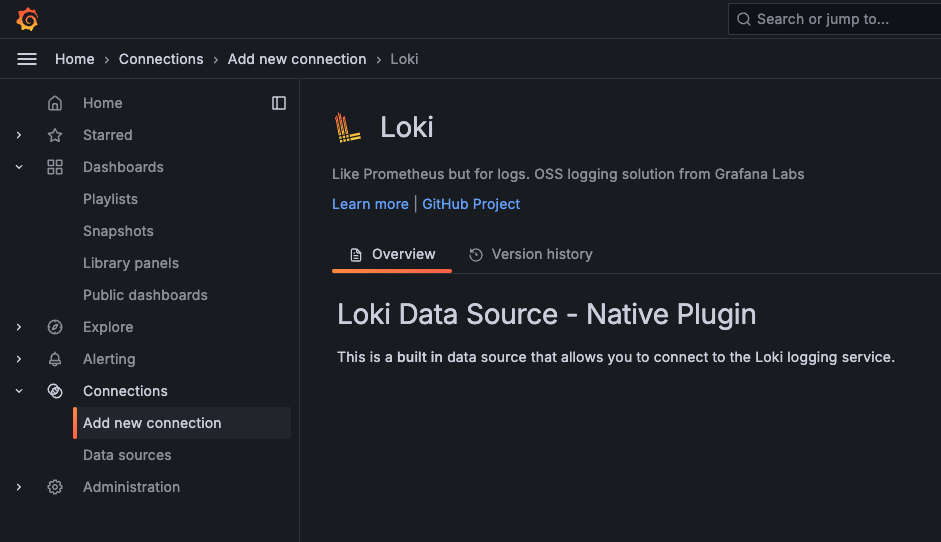 Search or jump to...
Home › Connections › Add new connection › Loki
Home
Starred
Dashboards
Playlists
Snapshots
Library panels
Public dashboards
Explore
Alerting
Connections
Add new connection
Data sources
Administration
Loki
Like Prometheus but for logs. OSS logging solution from Grafana Labs
Learn more | GitHub Project
Overview Version history
Loki Data Source - Native Plugin
This is a built in data source that allows you to connect to the Loki logging service.